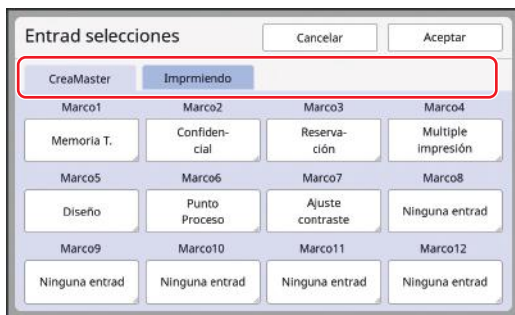 Entrad selecciones
Cancelar
Aceptar
CreaMaster
Imprmiendo
Marco1
Marco2
Marco3
Marco4
Memoria T.
Confiden-
cial
Reserva-
ción
Multiple
impresión
Marco5
Marco6
Marco7
Marco8
Diseño
Punto
Proceso
Ajuste
contraste
Ninguna entrad
Marco9
Marco10
Marco11
Marco12
Ninguna entrad
Ninguna entrad
Ninguna entrad
Ninguna entrad